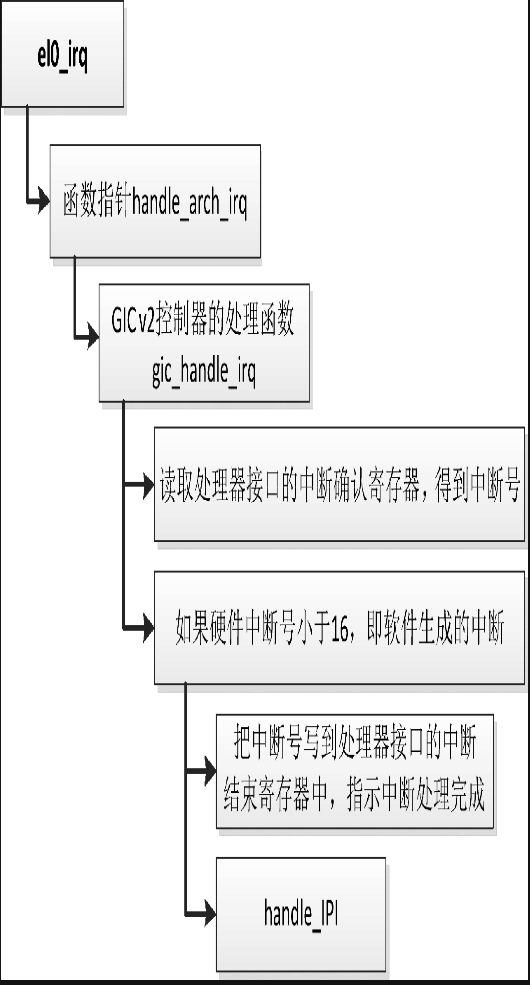 el0_irq
函数指针handle_arch_irq
GIC v2控制器的处理函数
gic_handle_irq
读取处理器接口的中断确认寄存器，得到中断号
如果硬件中断号小于16，即软件生成的中断
把中断号写到处理器接口的中断
结束寄存器中，指示中断处理完成
handle_IPI